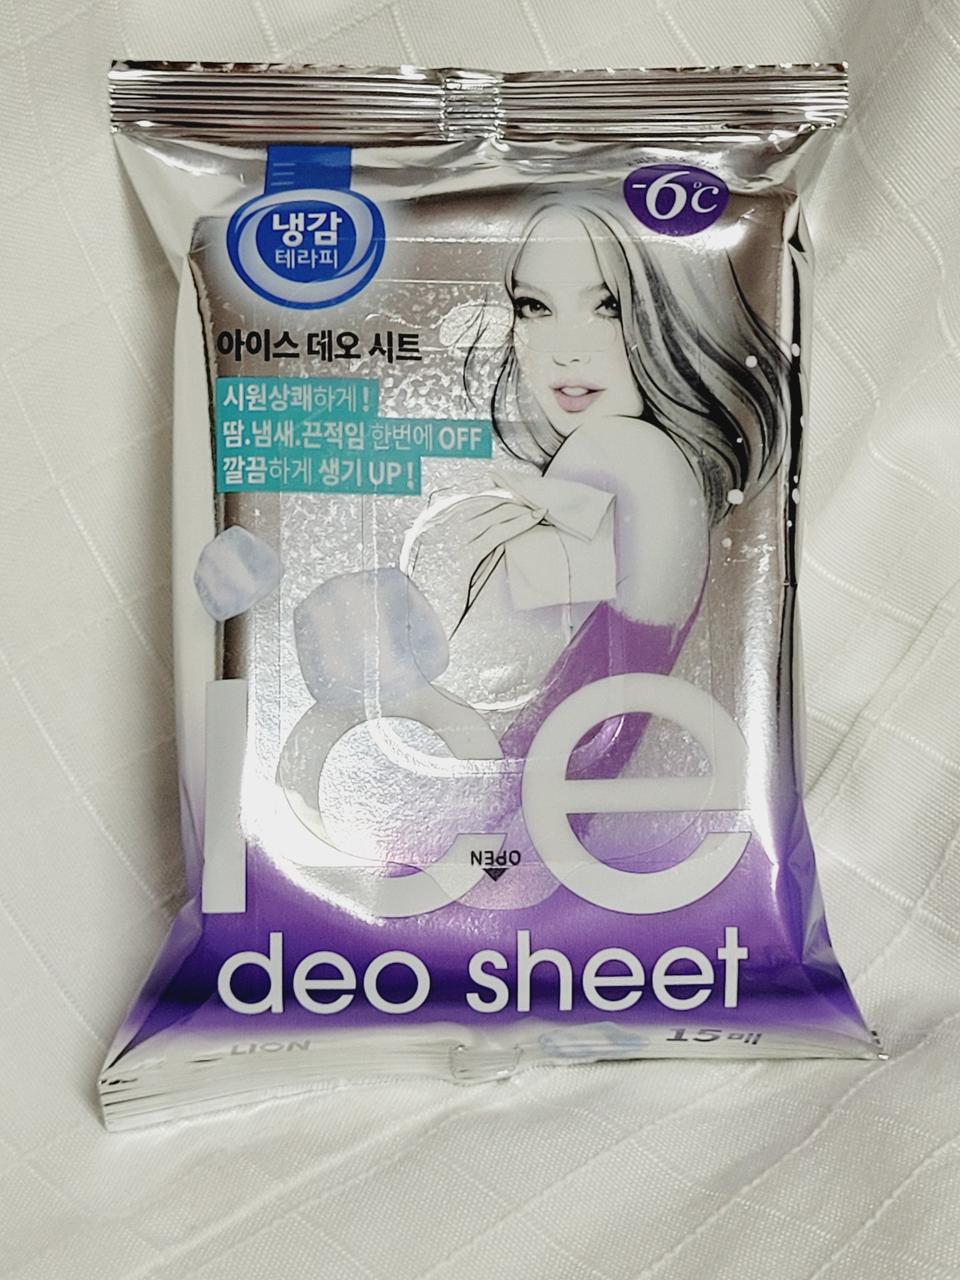 냉감
테라피
-6℃
아이스 데오 시트
시원상쾌하게!
땀.냄새.끈적임 한번에 OFF
깔끔하게 생기 UP!
ice
OPEN
deo sheet
LION
15매